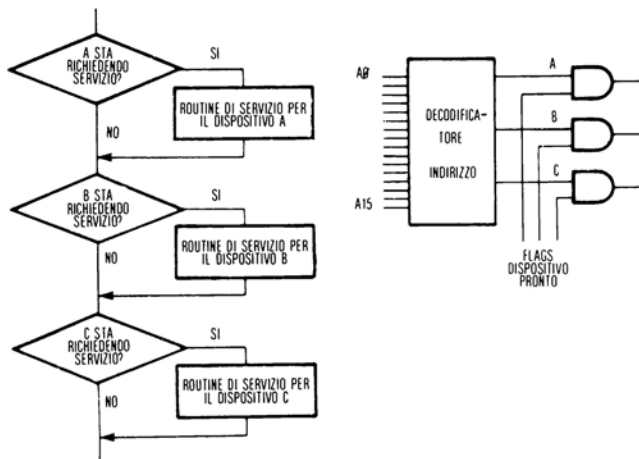 A STA
RICHIEDENDO
SERVIZIO?
SI
ROUTINE DI SERVIZIO PER
IL DISPOSITIVO A
NO
B STA
RICHIEDENDO
SERVIZIO?
SI
ROUTINE DI SERVIZIO PER
IL DISPOSITIVO B
NO
C STA
RICHIEDENDO
SERVIZIO?
SI
ROUTINE DI SERVIZIO PER
IL DISPOSITIVO C
NO
A0
A15
DECODIFICA-
TORE
INDIRIZZO
A
B
C
FLAGS
DISPOSITIVO
PRONTO